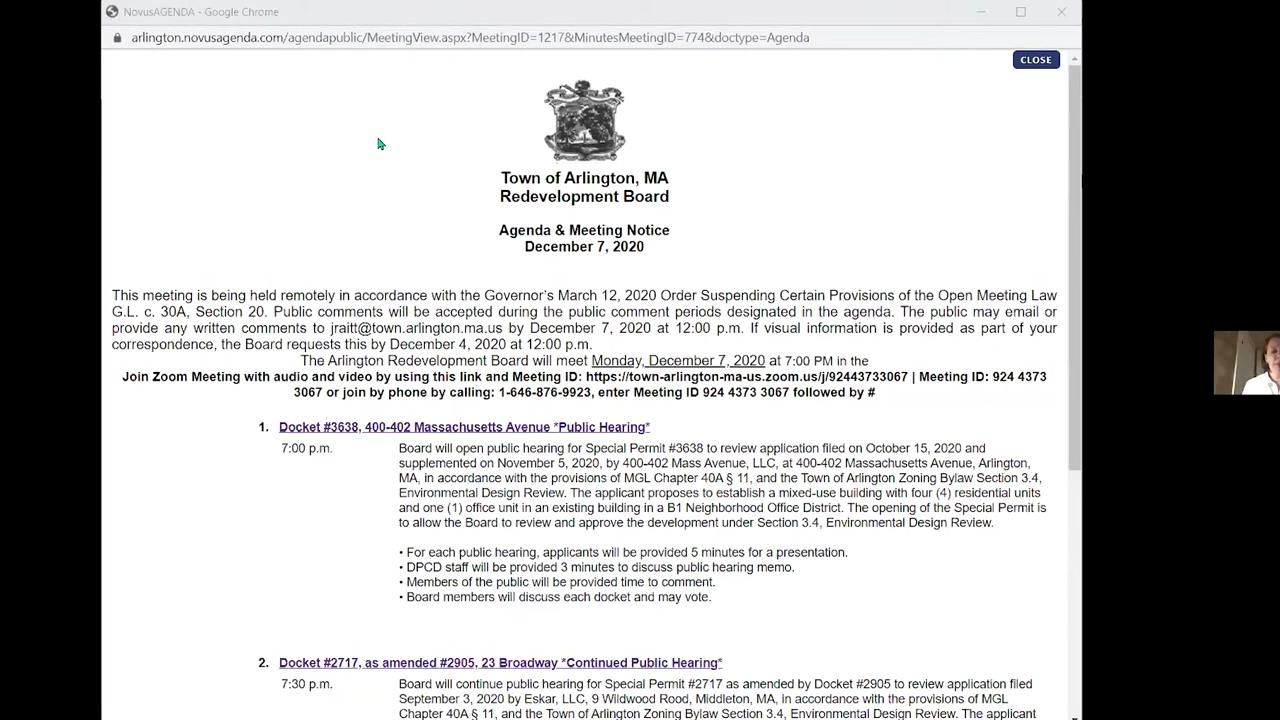 NovusAGENDA - Google Chrome
arlington.novusagenda.com/agendapublic/MeetingView.aspx?MeetingID=1217&MinutesMeetingID=774&doctype=Agenda
CLOSE
Town of Arlington, MA
Redevelopment Board
Agenda & Meeting Notice
December 7, 2020
This meeting is being held remotely in accordance with the Governor's March 12, 2020 Order Suspending Certain Provisions of the Open Meeting Law
G.L. c. 30A, Section 20. Public comments will be accepted during the public comment periods designated in the agenda. The public may email or
provide any written comments to jraitt@town.arlington.ma.us by December 7, 2020 at 12:00 p.m. If visual information is provided as part of your
correspondence, the Board requests this by December 4, 2020 at 12:00 p.m.
The Arlington Redevelopment Board will meet Monday, December 7, 2020 at 7:00 PM in the
Join Zoom Meeting with audio and video by using this link and Meeting ID: https://town-arlington-ma-us.zoom.us/j/92443733067 | Meeting ID: 924 4373
3067 or join by phone by calling: 1-646-876-9923, enter Meeting ID 924 4373 3067 followed by #
1. Docket #3638, 400-402 Massachusetts Avenue *Public Hearing*
7:00 p.m. Board will open public hearing for Special Permit #3638 to review application filed on October 15, 2020 and
supplemented on November 5, 2020, by 400-402 Mass Avenue, LLC, at 400-402 Massachusetts Avenue, Arlington,
MA, in accordance with the provisions of MGL Chapter 40A § 11, and the Town of Arlington Zoning Bylaw Section 3.4,
Environmental Design Review. The applicant proposes to establish a mixed-use building with four (4) residential units
and one (1) office unit in an existing building in a B1 Neighborhood Office District. The opening of the Special Permit is
to allow the Board to review and approve the development under Section 3.4, Environmental Design Review.
• For each public hearing, applicants will be provided 5 minutes for a presentation.
• DPCD staff will be provided 3 minutes to discuss public hearing memo.
• Members of the public will be provided time to comment.
• Board members will discuss each docket and may vote.
2. Docket #2717, as amended #2905, 23 Broadway *Continued Public Hearing*
7:30 p.m. Board will continue public hearing for Special Permit #2717 as amended by Docket #2905 to review application filed
September 3, 2020 by Eskar, LLC, 9 Wildwood Rood, Middleton, MA, in accordance with the provisions of MGL
Chapter 40A § 11, and the Town of Arlington Zoning Bylaw Section 3.4, Environmental Design Review. The applicant